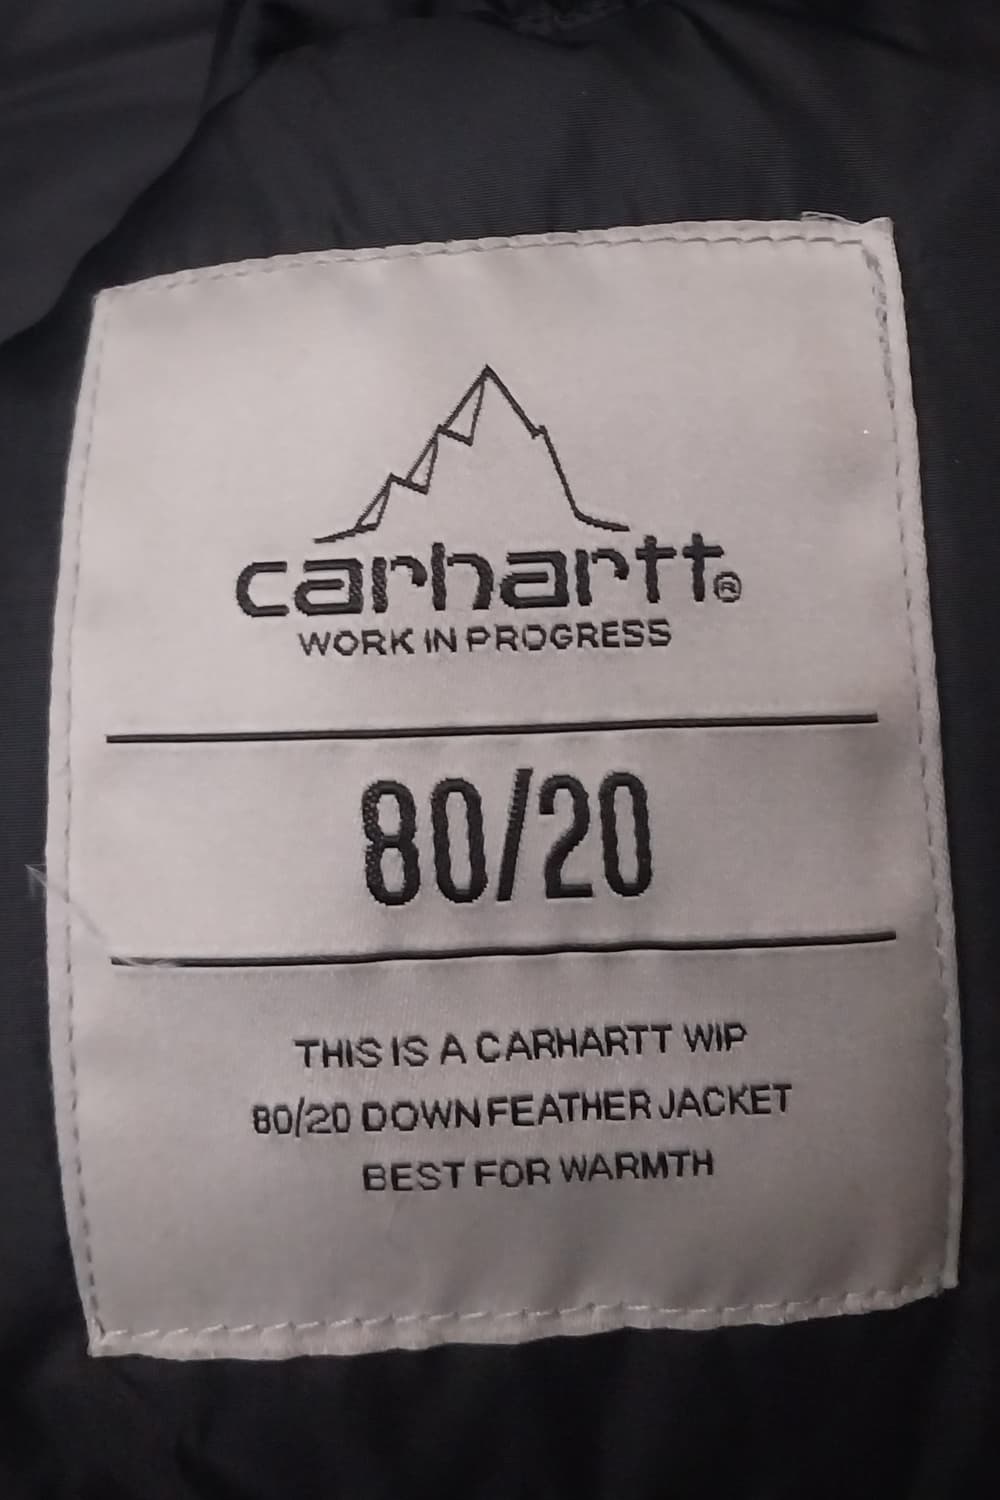 carhartt®
WORK IN PROGRESS
80/20
THIS IS A CARHARTT WIP
80/20 DOWN FEATHER JACKET
BEST FOR WARMTH